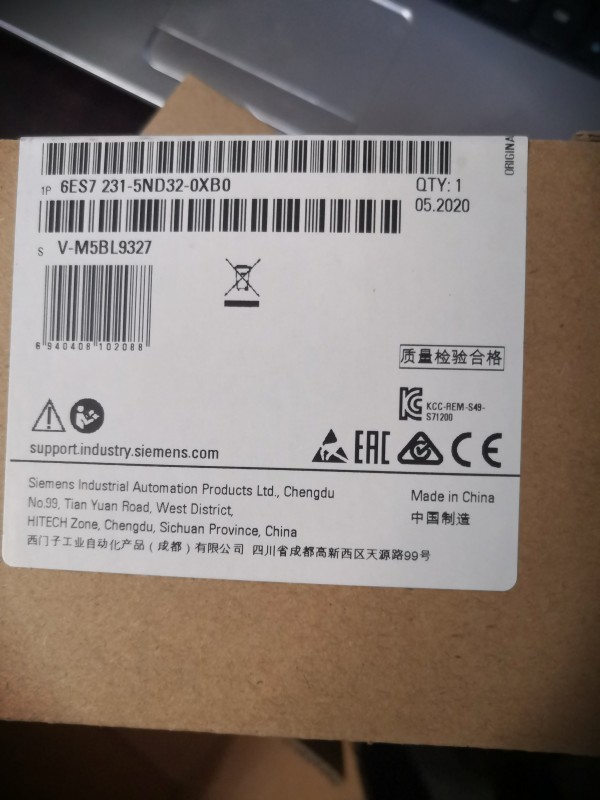 ORIGINA
1P 6ES7 231-5ND32-0XB0
QTY: 1
05.2020
S V-M5BL9327
6 940408 102088
质量检验合格
KCC-REM-S49-
S71200
EAC CE
support.industry.siemens.com
Siemens Industrial Automation Products Ltd., Chengdu
No.99, Tian Yuan Road, West District,
HITECH Zone, Chengdu, Sichuan Province, China
西门子工业自动化产品（成都）有限公司 四川省成都高新西区天源路99号
Made in China
中国制造